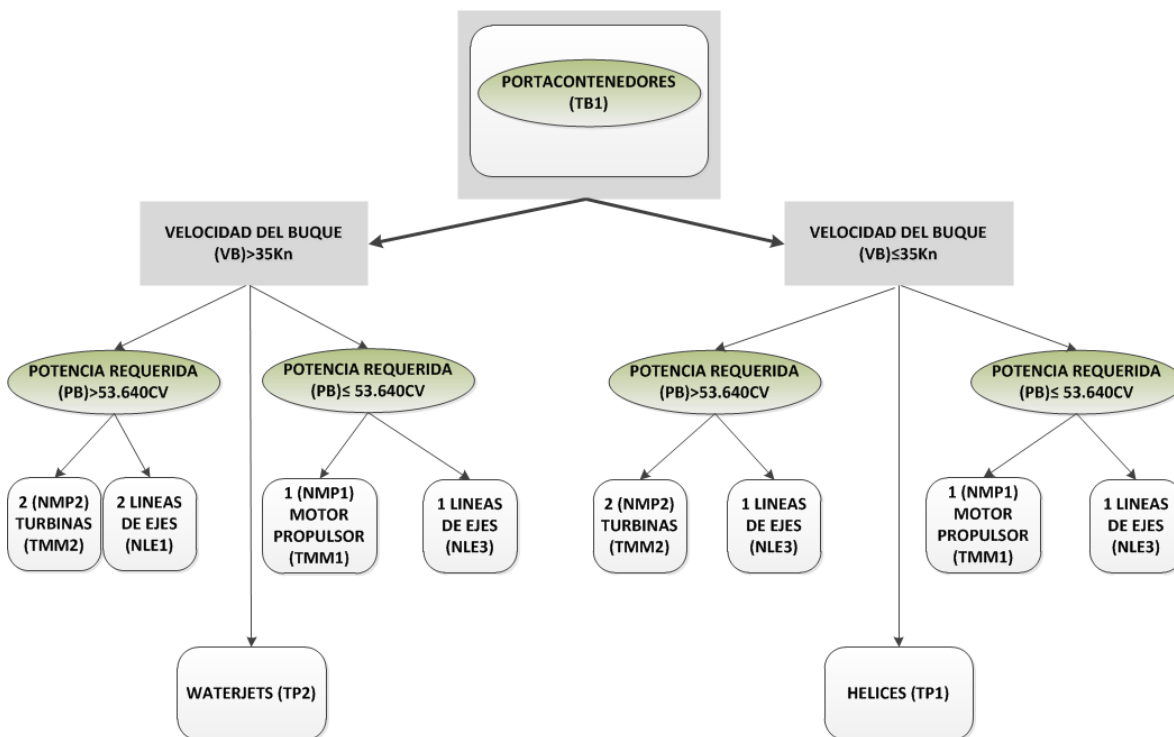 PORTACONTENEDORES
(TB1)
VELOCIDAD DEL BUQUE
(VB)>35Kn
VELOCIDAD DEL BUQUE
(VB)≤35Kn
POTENCIA REQUERIDA
(PB)>53.640CV
POTENCIA REQUERIDA
(PB)≤ 53.640CV
POTENCIA REQUERIDA
(PB)>53.640CV
POTENCIA REQUERIDA
(PB)≤ 53.640CV
2 (NMP2)
TURBINAS
(TMM2)
2 LINEAS
DE EJES
(NLE1)
1 (NMP1)
MOTOR
PROPULSOR
(TMM1)
1 LINEAS
DE EJES
(NLE3)
2 (NMP2)
TURBINAS
(TMM2)
1 LINEAS
DE EJES
(NLE3)
1 (NMP1)
MOTOR
PROPULSOR
(TMM1)
1 LINEAS
DE EJES
(NLE3)
WATERJETS (TP2)
HELICES (TP1)